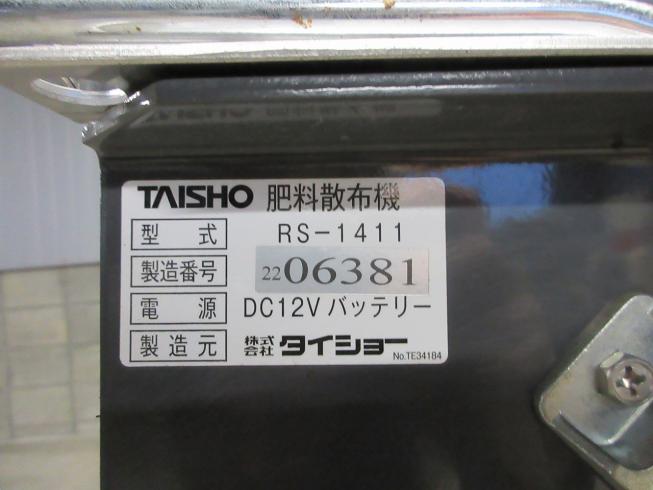 TAISHO 肥料散布機
型式 RS-1411
製造番号 22 06381
電源 DC12V バッテリー
製造元 株式会社 タイショー
No.TE34184